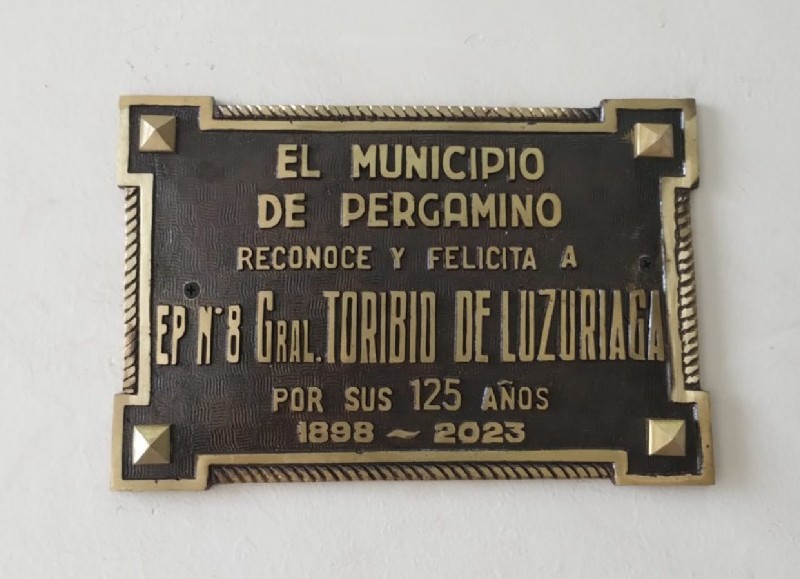 EL MUNICIPIO
DE PERGAMINO
RECONOCE Y FELICITA A
EP N°8 GRAL. TORIBIO DE LUZURIAGA
POR SUS 125 AÑOS
1898 ~ 2023